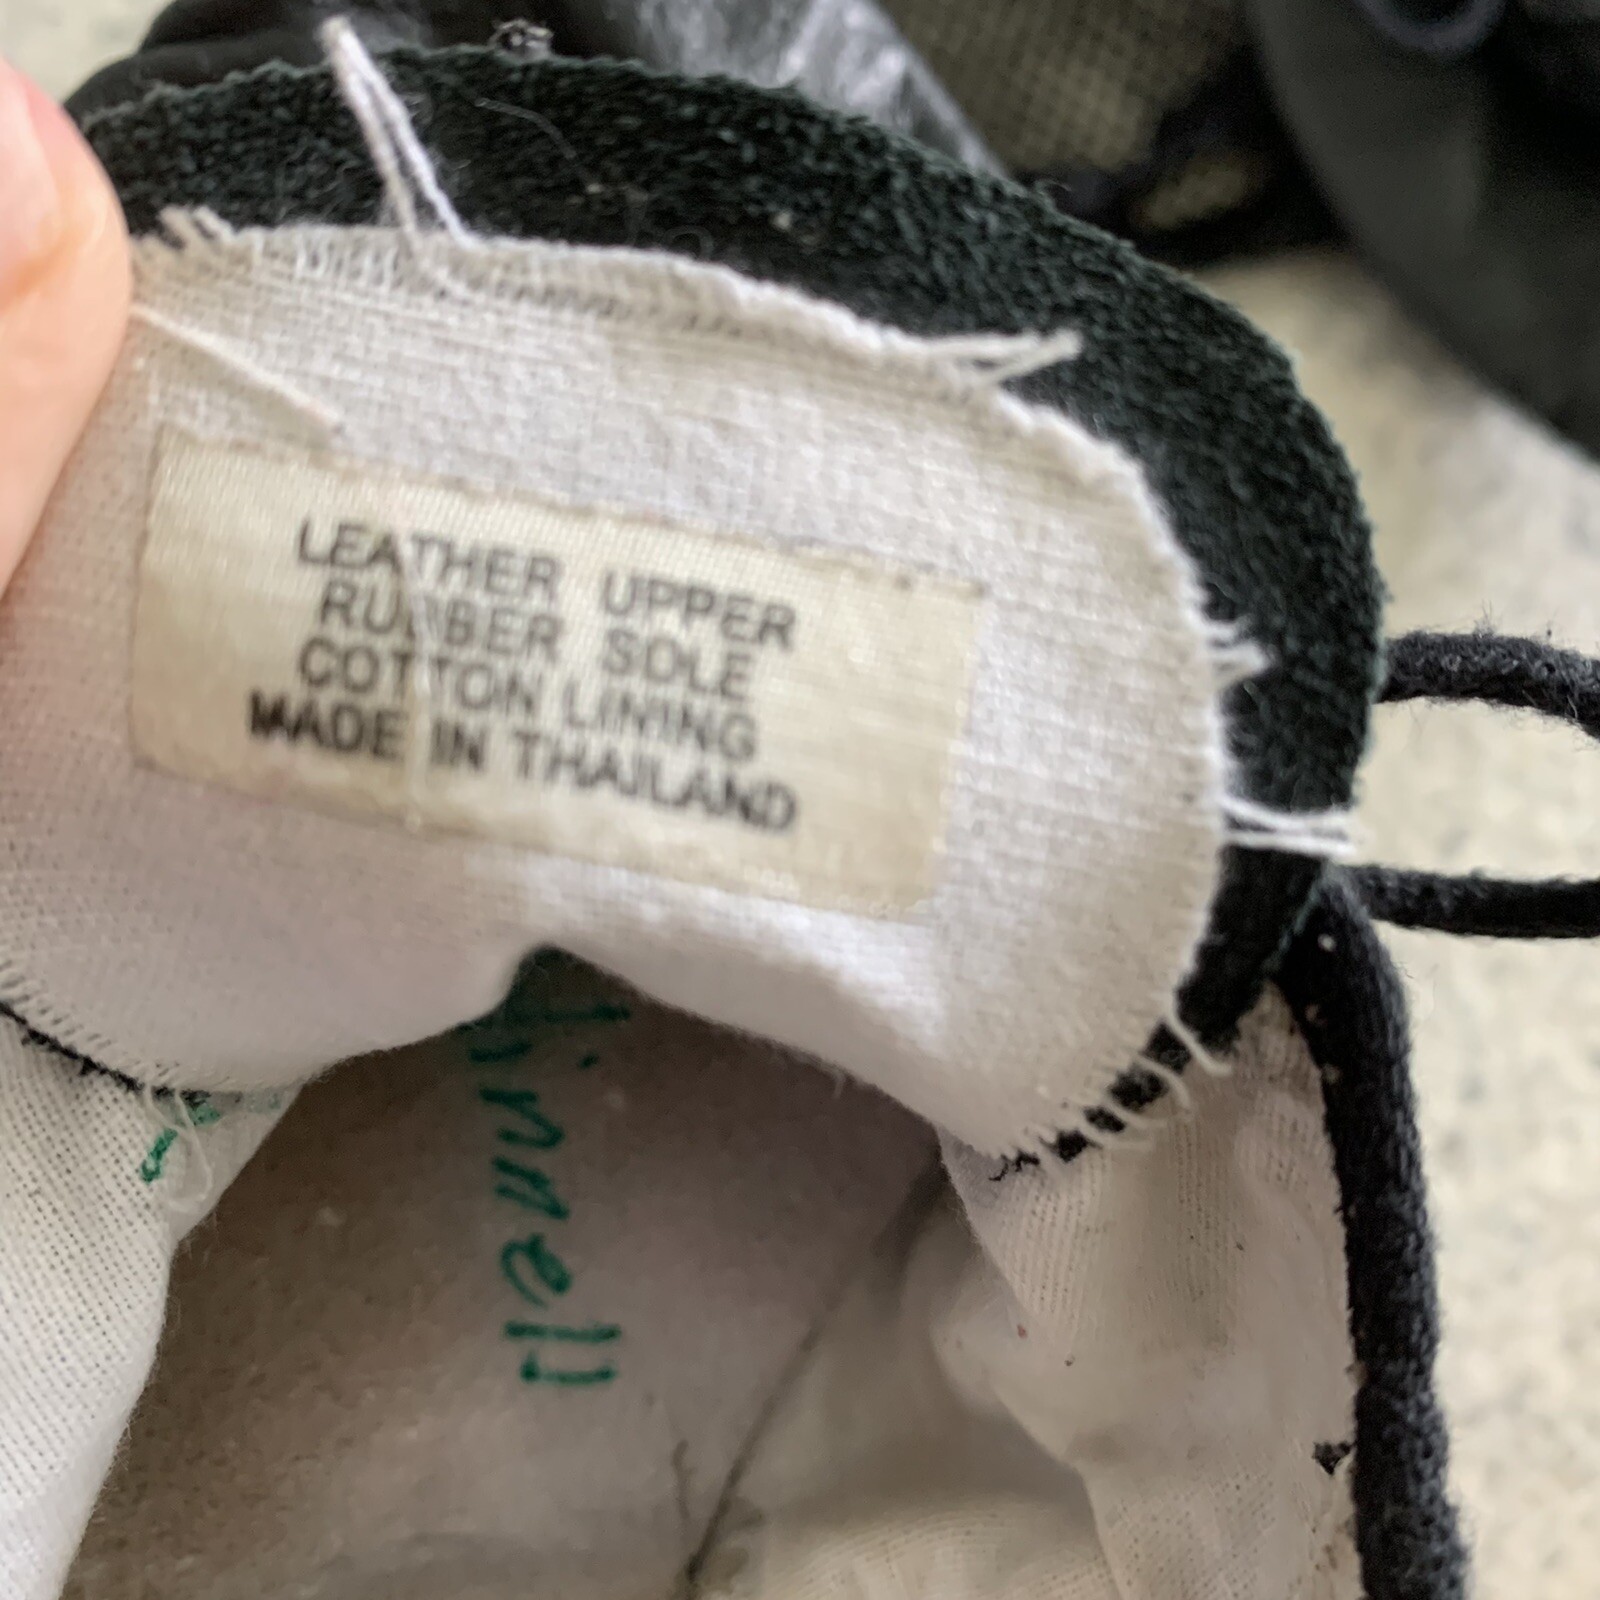 LEATHER UPPER
RUBBER SOLE
COTTON LINING
MADE IN THAILAND